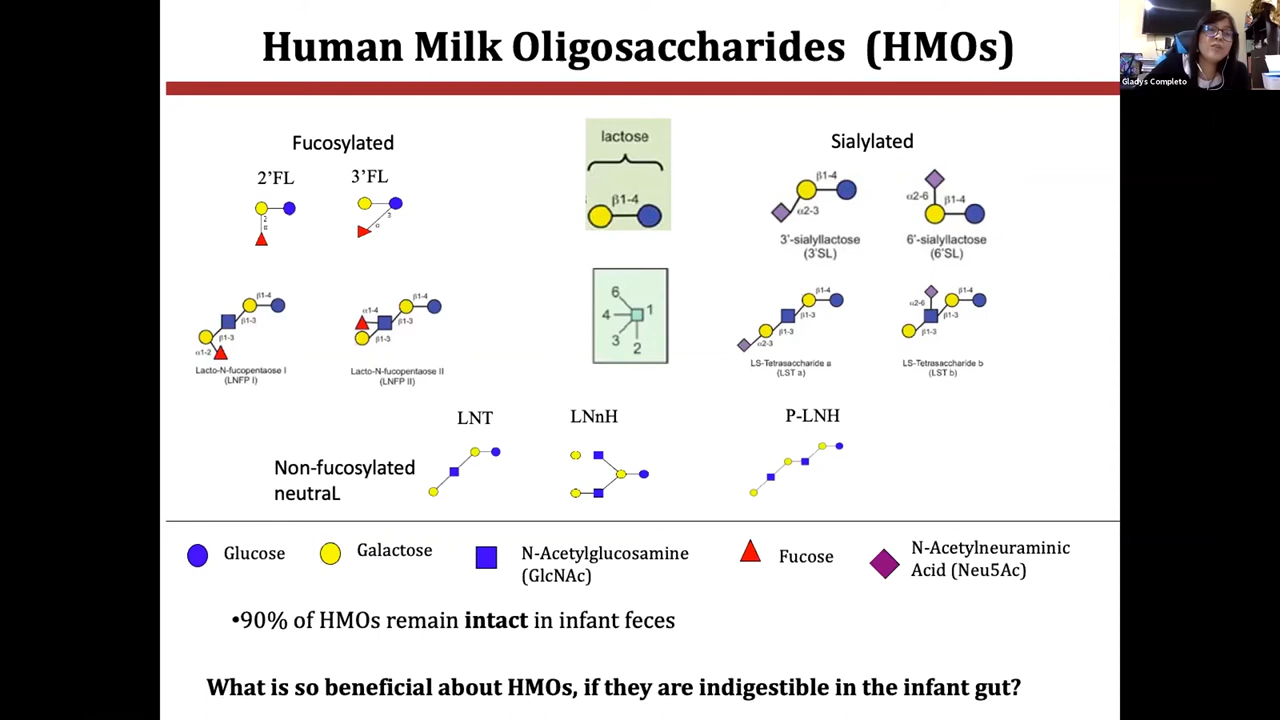 Human Milk Oligosaccharides (HMOs)
Gladys Completo
Fucosylated
lactose
Sialylated
2’FL
3’FL
2
α
3
α
β1-4
β1-4
α2-3
3'-sialyllactose
(3'SL)
α2-6
β1-4
6'-sialyllactose
(6'SL)
β1-4
β1-3
β1-3
α1-2
Lacto-N-fucopentaose I
(LNFP I)
β1-4
α1-4
β1-3
β1-3
Lacto-N-fucopentaose II
(LNFP II)
6
4
1
3
2
β1-4
β1-3
β1-3
α2-3
LS-Tetrasaccharide a
(LST a)
β1-4
α2-6
β1-3
β1-3
LS-Tetrasaccharide b
(LST b)
LNT
LNnH
P-LNH
Non-fucosylated
neutraL
Glucose
Galactose
N-Acetylglucosamine
(GlcNAc)
Fucose
N-Acetylneuraminic
Acid (Neu5Ac)
•90% of HMOs remain intact in infant feces
What is so beneficial about HMOs, if they are indigestible in the infant gut?